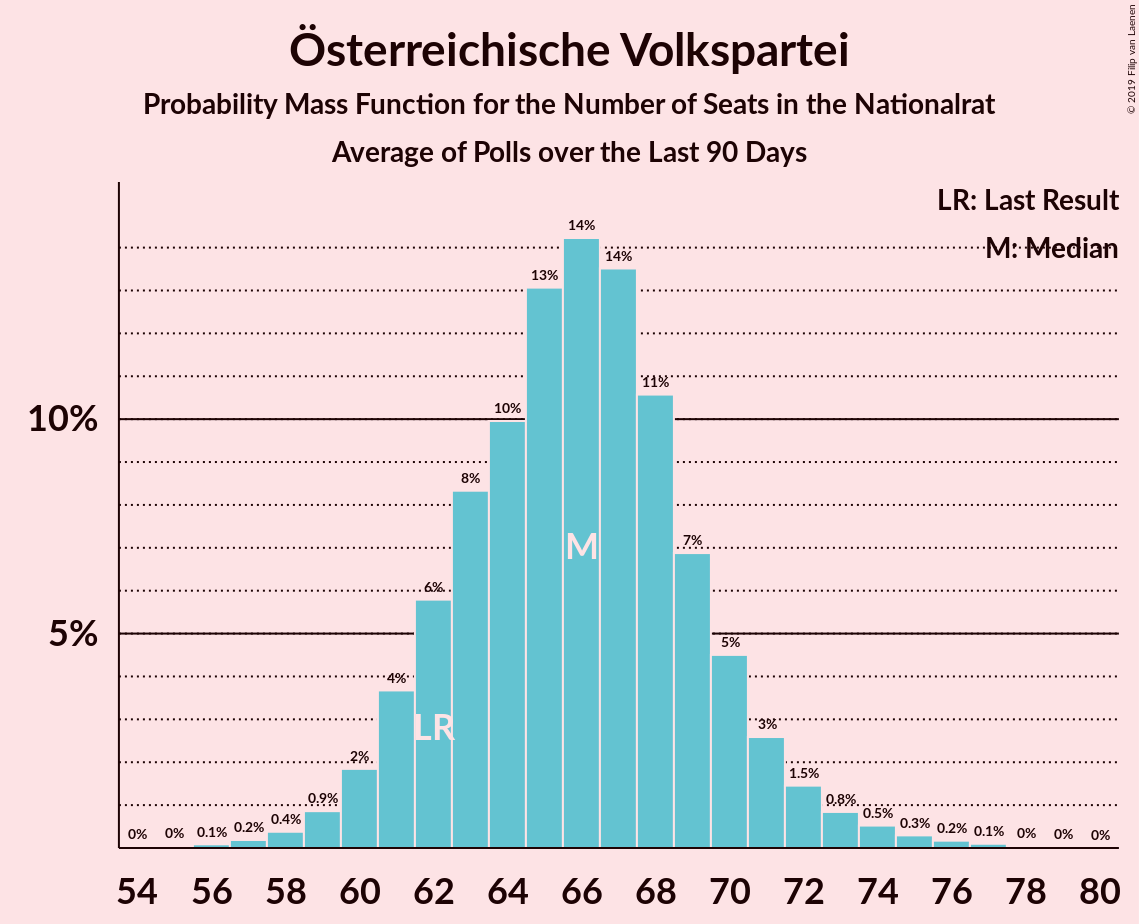 Österreichische Volkspartei
Probability Mass Function for the Number of Seats in the Nationalrat
Average of Polls over the Last 90 Days
© 2019 Filip van Laenen
LR: Last Result
M: Median
14%
14%
13%
11%
10%
10%
8%
M
7%
6%
5%
5%
4%
LR
3%
2%
1.5%
0.9%
0.8%
0.5%
0.4%
0.3%
0% 0% 0.1% 0.2% 0.2% 0.1% 0% 0% 0%
54 56 58 60 62 64 66 68 70 72 74 76 78 80